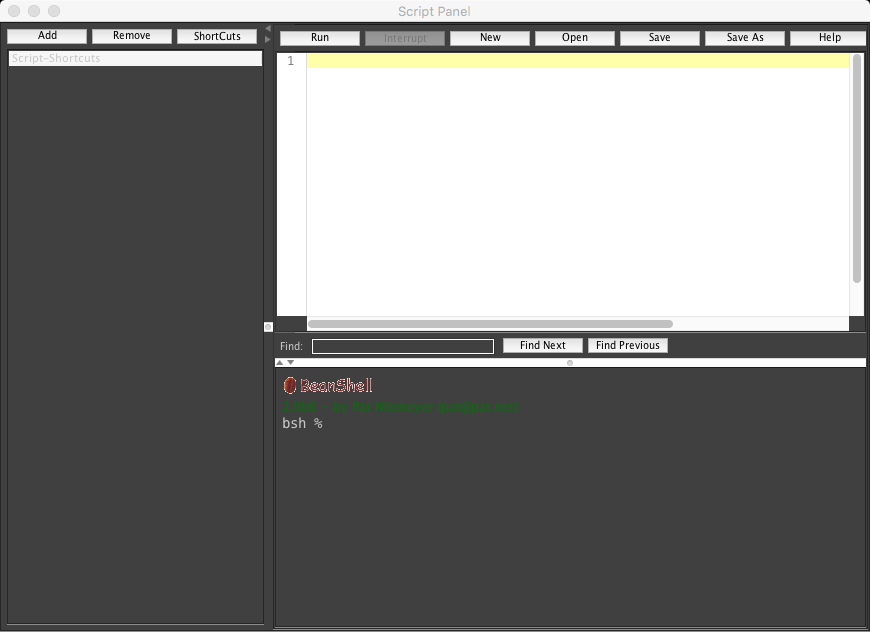 Script Panel
Add Remove ShortCuts
Run Interrupt New Open Save Save As Help
Script-Shortcuts
1
Find: Find Next Find Previous
BeanShell
bsh %